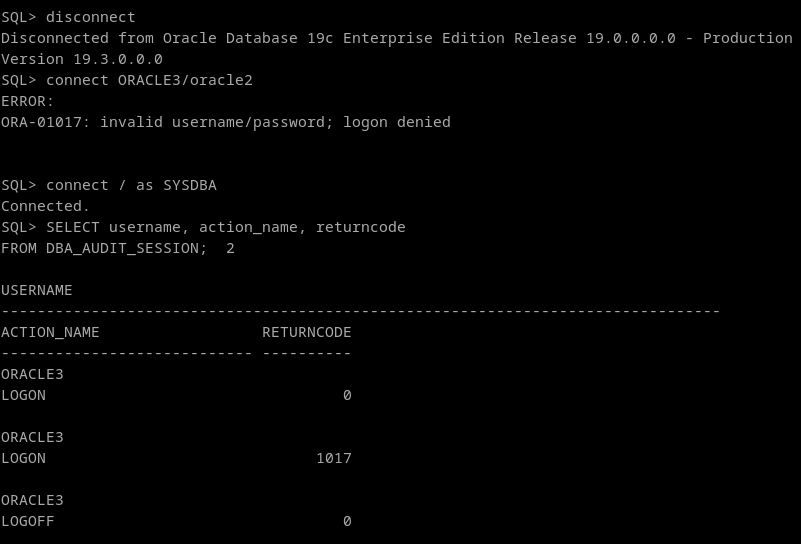 SQL> disconnect
Disconnected from Oracle Database 19c Enterprise Edition Release 19.0.0.0.0 - Production
Version 19.3.0.0.0
SQL> connect ORACLE3/oracle2
ERROR:
ORA-01017: invalid username/password; logon denied
SQL> connect / as SYSDBA
Connected.
SQL> SELECT username, action_name, returncode
FROM DBA_AUDIT_SESSION;  2
USERNAME
--------------------------------------------------------------------------------
ACTION_NAME                  RETURNCODE
---------------------------- ----------
ORACLE3
LOGON                                 0
ORACLE3
LOGON                              1017
ORACLE3
LOGOFF                                0